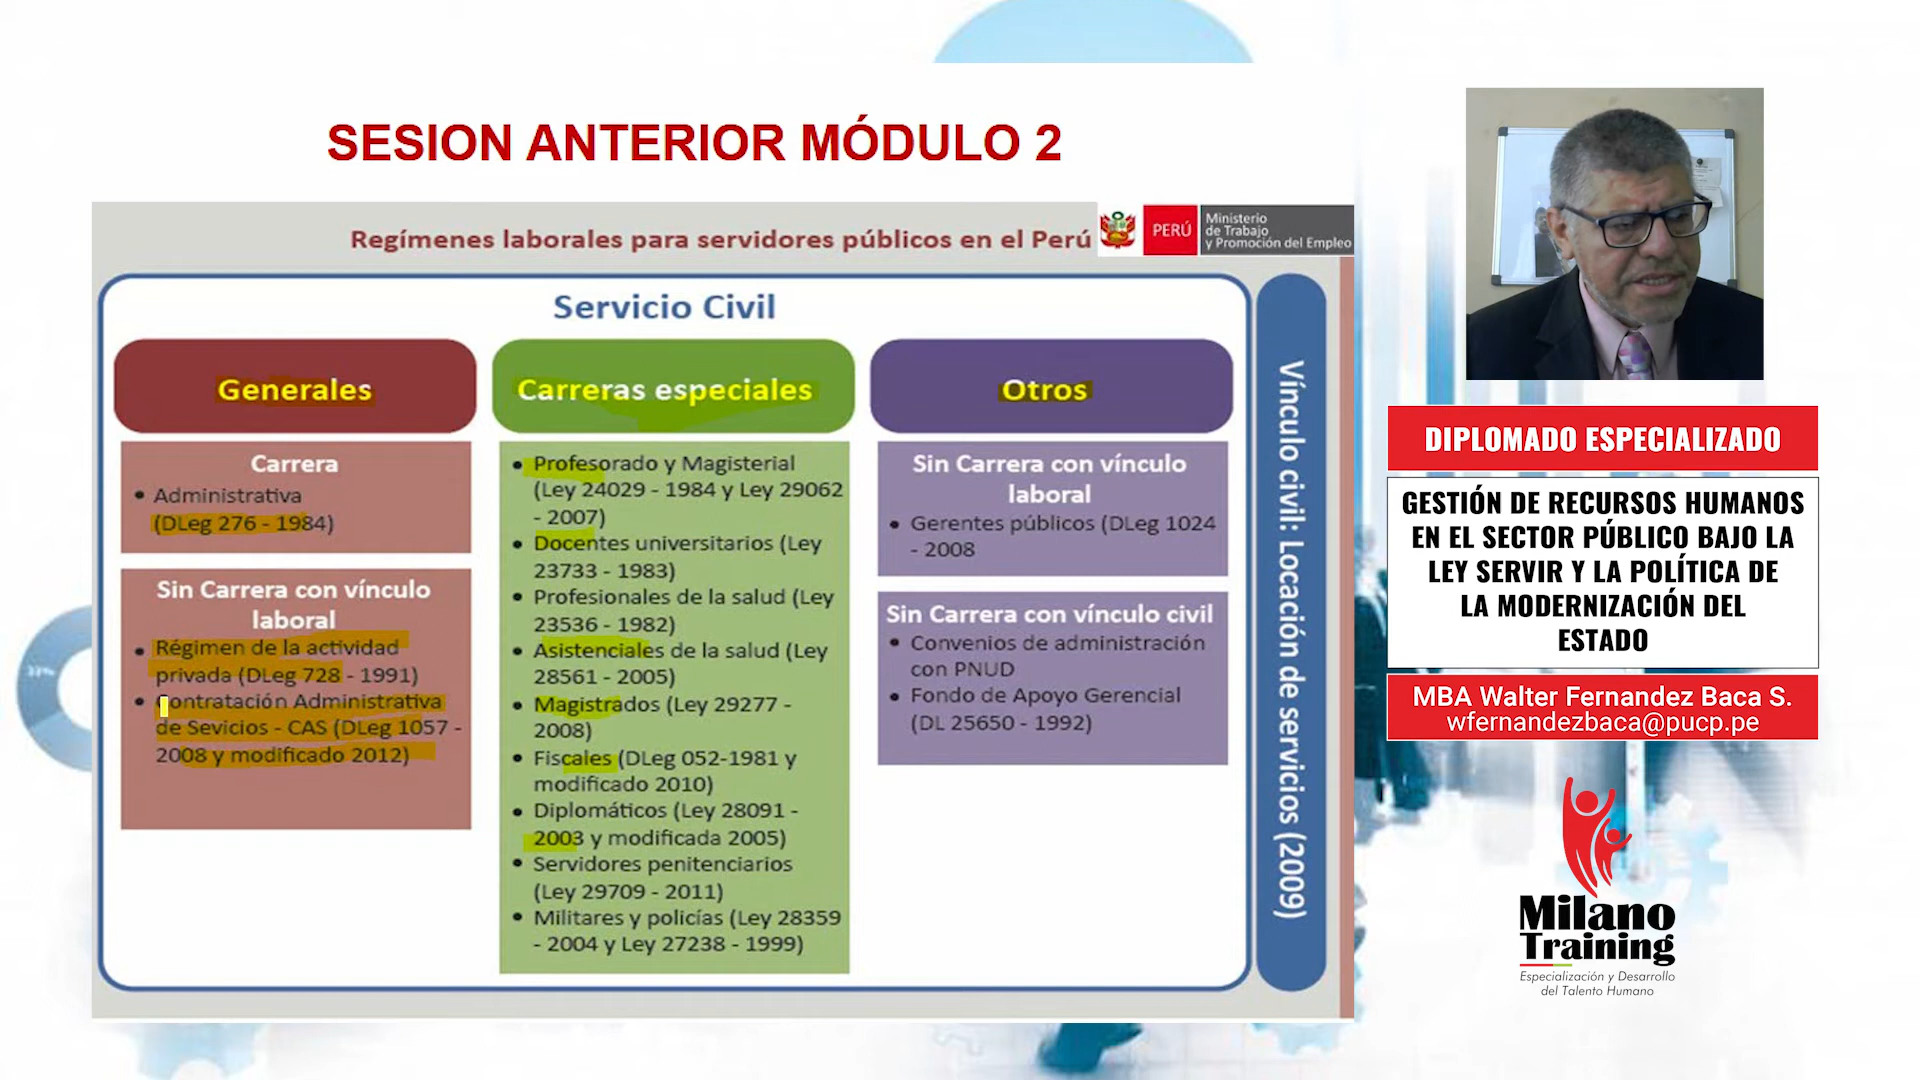 SESION ANTERIOR MÓDULO 2
Regímenes laborales para servidores públicos en el Perú
PERÚ
Ministerio
de Trabajo
y Promoción del Empleo
Servicio Civil
Generales
Carrera
• Administrativa
(DLeg 276 - 1984)
Sin Carrera con vínculo
laboral
• Régimen de la actividad
privada (DLeg 728 - 1991)
• Contratación Administrativa
de Sevicios - CAS (DLeg 1057 -
2008 y modificado 2012)
Carreras especiales
• Profesorado y Magisterial
(Ley 24029 - 1984 y Ley 29062
- 2007)
• Docentes universitarios (Ley
23733 - 1983)
• Profesionales de la salud (Ley
23536 - 1982)
• Asistenciales de la salud (Ley
28561 - 2005)
• Magistrados (Ley 29277 -
2008)
• Fiscales (DLeg 052-1981 y
modificado 2010)
• Diplomáticos (Ley 28091 -
2003 y modificada 2005)
• Servidores penitenciarios
(Ley 29709 - 2011)
• Militares y policías (Ley 28359
- 2004 y Ley 27238 - 1999)
Otros
Sin Carrera con vínculo
laboral
• Gerentes públicos (DLeg 1024
- 2008
Sin Carrera con vínculo civil
• Convenios de administración
con PNUD
• Fondo de Apoyo Gerencial
(DL 25650 - 1992)
Vínculo civil: Locación de servicios (2009)
DIPLOMADO ESPECIALIZADO
GESTIÓN DE RECURSOS HUMANOS
EN EL SECTOR PÚBLICO BAJO LA
LEY SERVIR Y LA POLÍTICA DE
LA MODERNIZACIÓN DEL
ESTADO
MBA Walter Fernandez Baca S.
wfernandezbaca@pucp.pe
Milano
Training
Especialización y Desarrollo
del Talento Humano